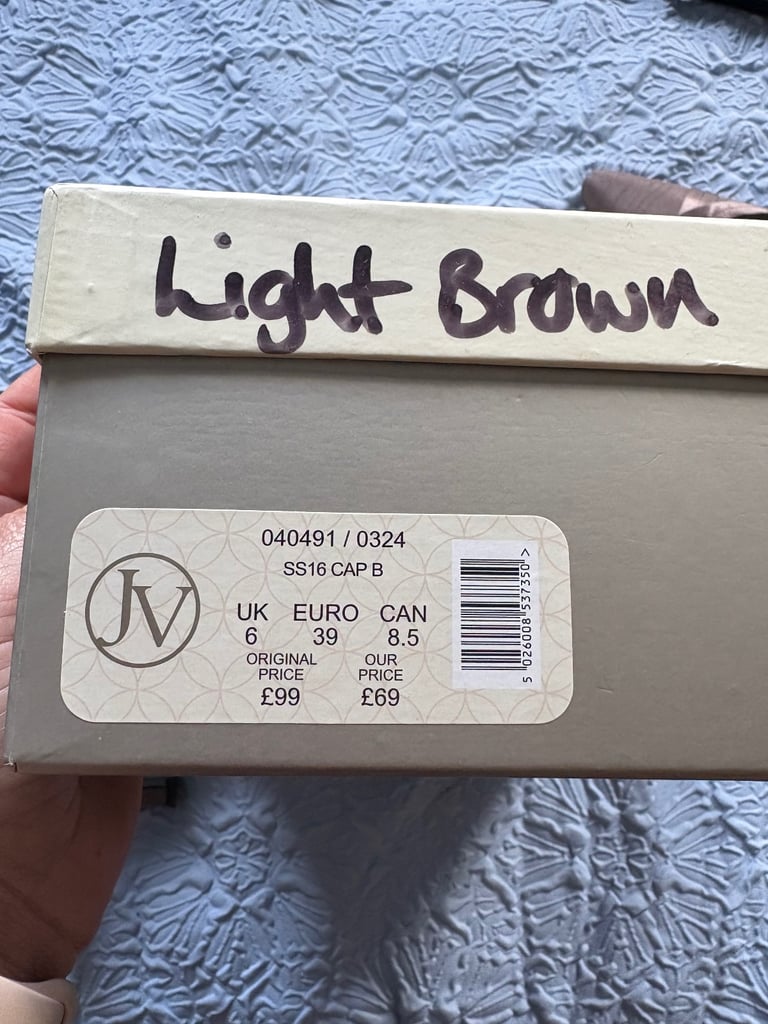 Light Brown
040491 / 0324
SS16 CAP B
JV
UK EURO CAN
6 39 8.5
ORIGINAL PRICE OUR PRICE
£99 £69
5 026008 537350 >